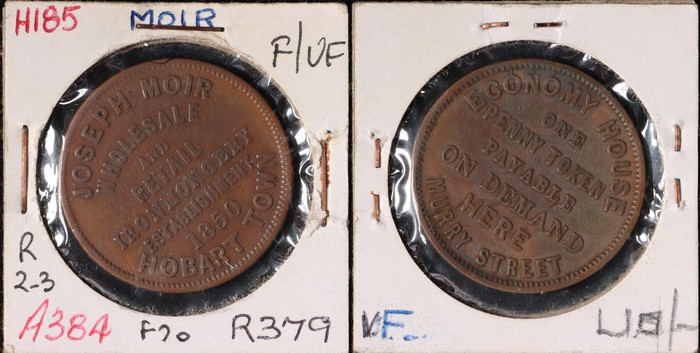 H185
MOIR
F/VF
JOSEPH MOIR
WHOLESALE
AND
RETAIL
IRONMONGERY
ESTABLISHMENT
1850
HOBART TOWN
R
2-3
A384
F20
R379
ECONOMY HOUSE
ONE
PENNY TOKEN
PAYABLE
ON DEMAND
HERE
MURRY STREET
VF